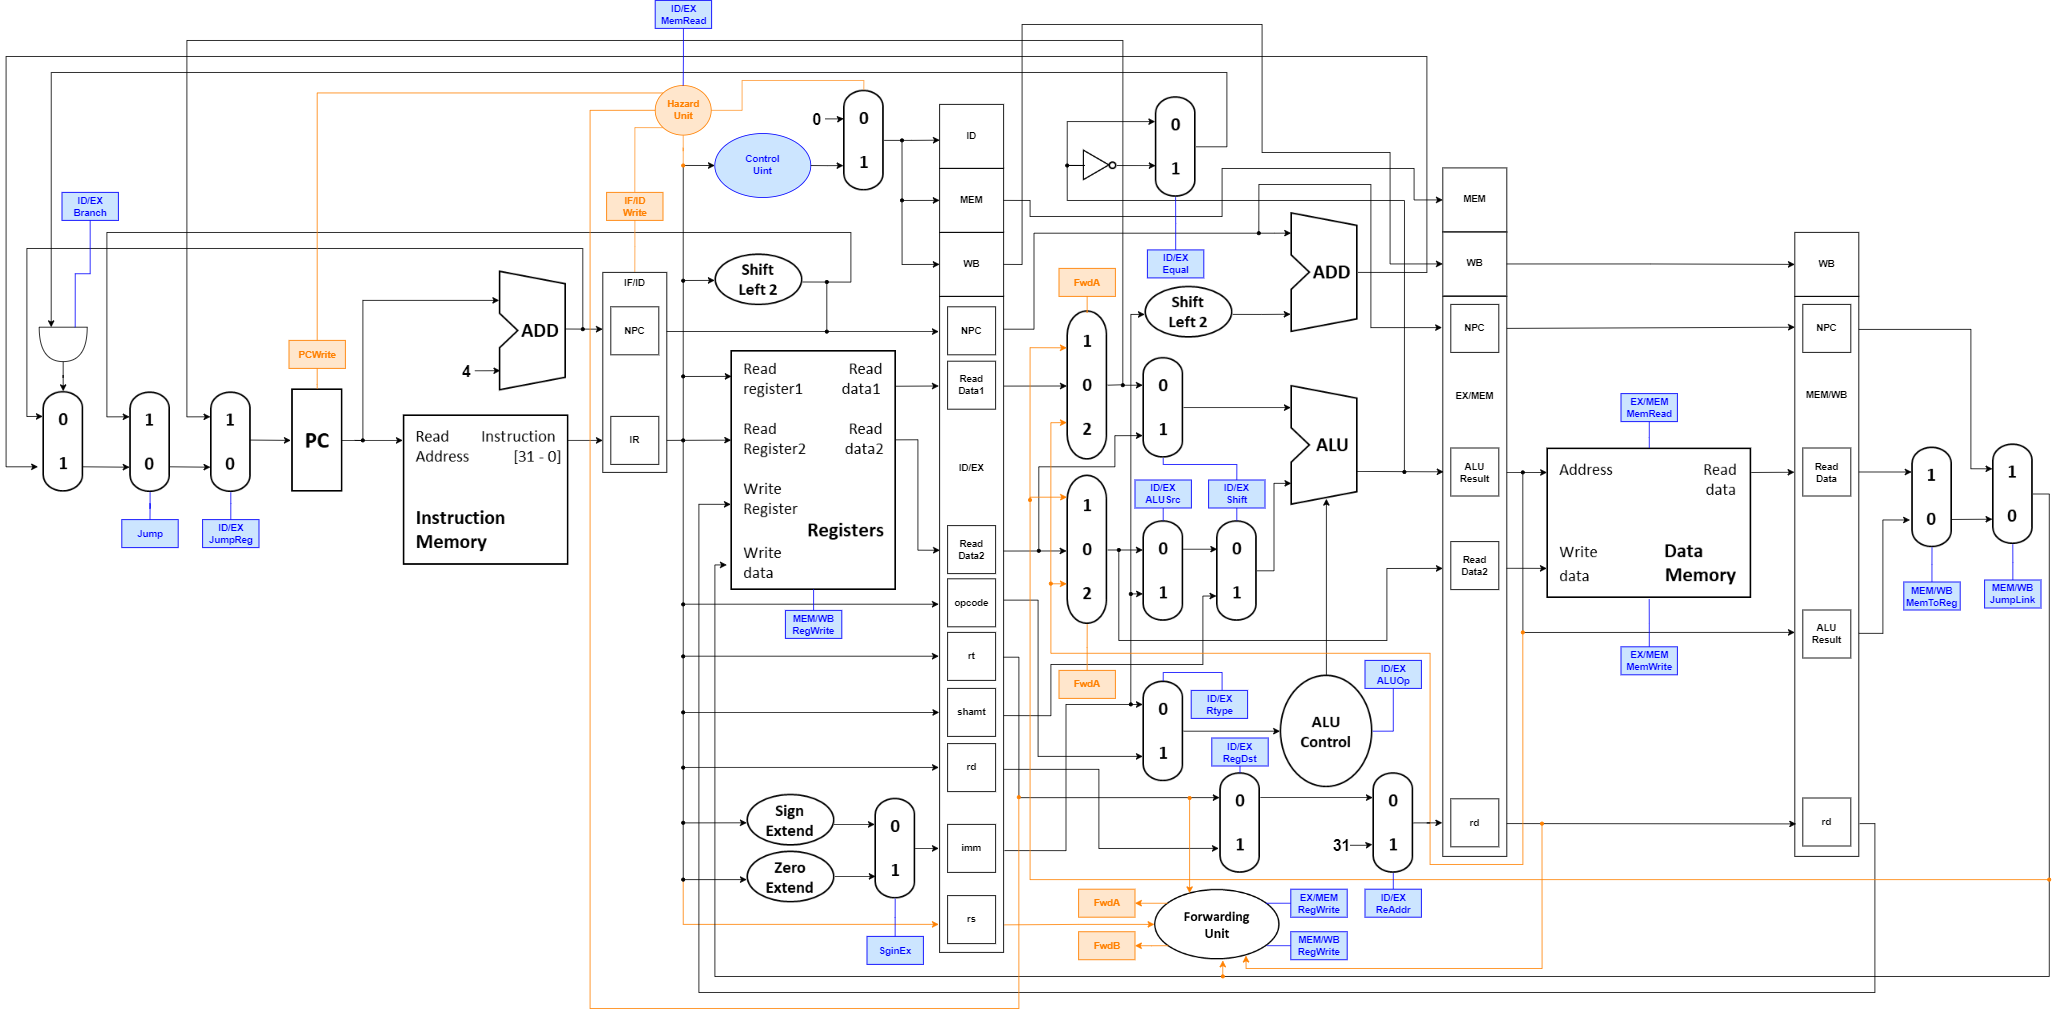 ID/EX
MemRead
Hazard
Unit
0
0
1
Control
Uint
ID
MEM
WB
0
1
ID/EX
Equal
MEM
WB
WB
ID/EX
Branch
IF/ID
Write
PCWrite
4
ADD
IF/ID
NPC
IR
Shift
Left 2
NPC
Read
Data1
ID/EX
Read
Data2
opcode
rt
shamt
rd
imm
rs
0
1
1
0
1
0
Jump
ID/EX
JumpReg
PC
Read
Address
Instruction
[31 - 0]
Instruction
Memory
Read
register1
Read
data1
Read
Register2
Read
data2
Write
Register
Registers
Write
data
MEM/WB
RegWrite
Sign
Extend
Zero
Extend
0
1
SginEx
FwdA
1
0
2
1
0
2
FwdA
Shift
Left 2
ADD
0
1
ID/EX
ALUSrc
ID/EX
Shift
0
1
0
1
ALU
0
1
ID/EX
Rtype
ALU
Control
ID/EX
ALUOp
ID/EX
RegDst
0
1
31
0
1
ID/EX
ReAddr
FwdA
FwdB
Forwarding
Unit
EX/MEM
RegWrite
MEM/WB
RegWrite
NPC
EX/MEM
ALU
Result
Read
Data2
rd
EX/MEM
MemRead
Address
Read
data
Write
data
Data
Memory
EX/MEM
MemWrite
NPC
MEM/WB
Read
Data
ALU
Result
rd
1
0
MEM/WB
MemToReg
1
0
MEM/WB
JumpLink